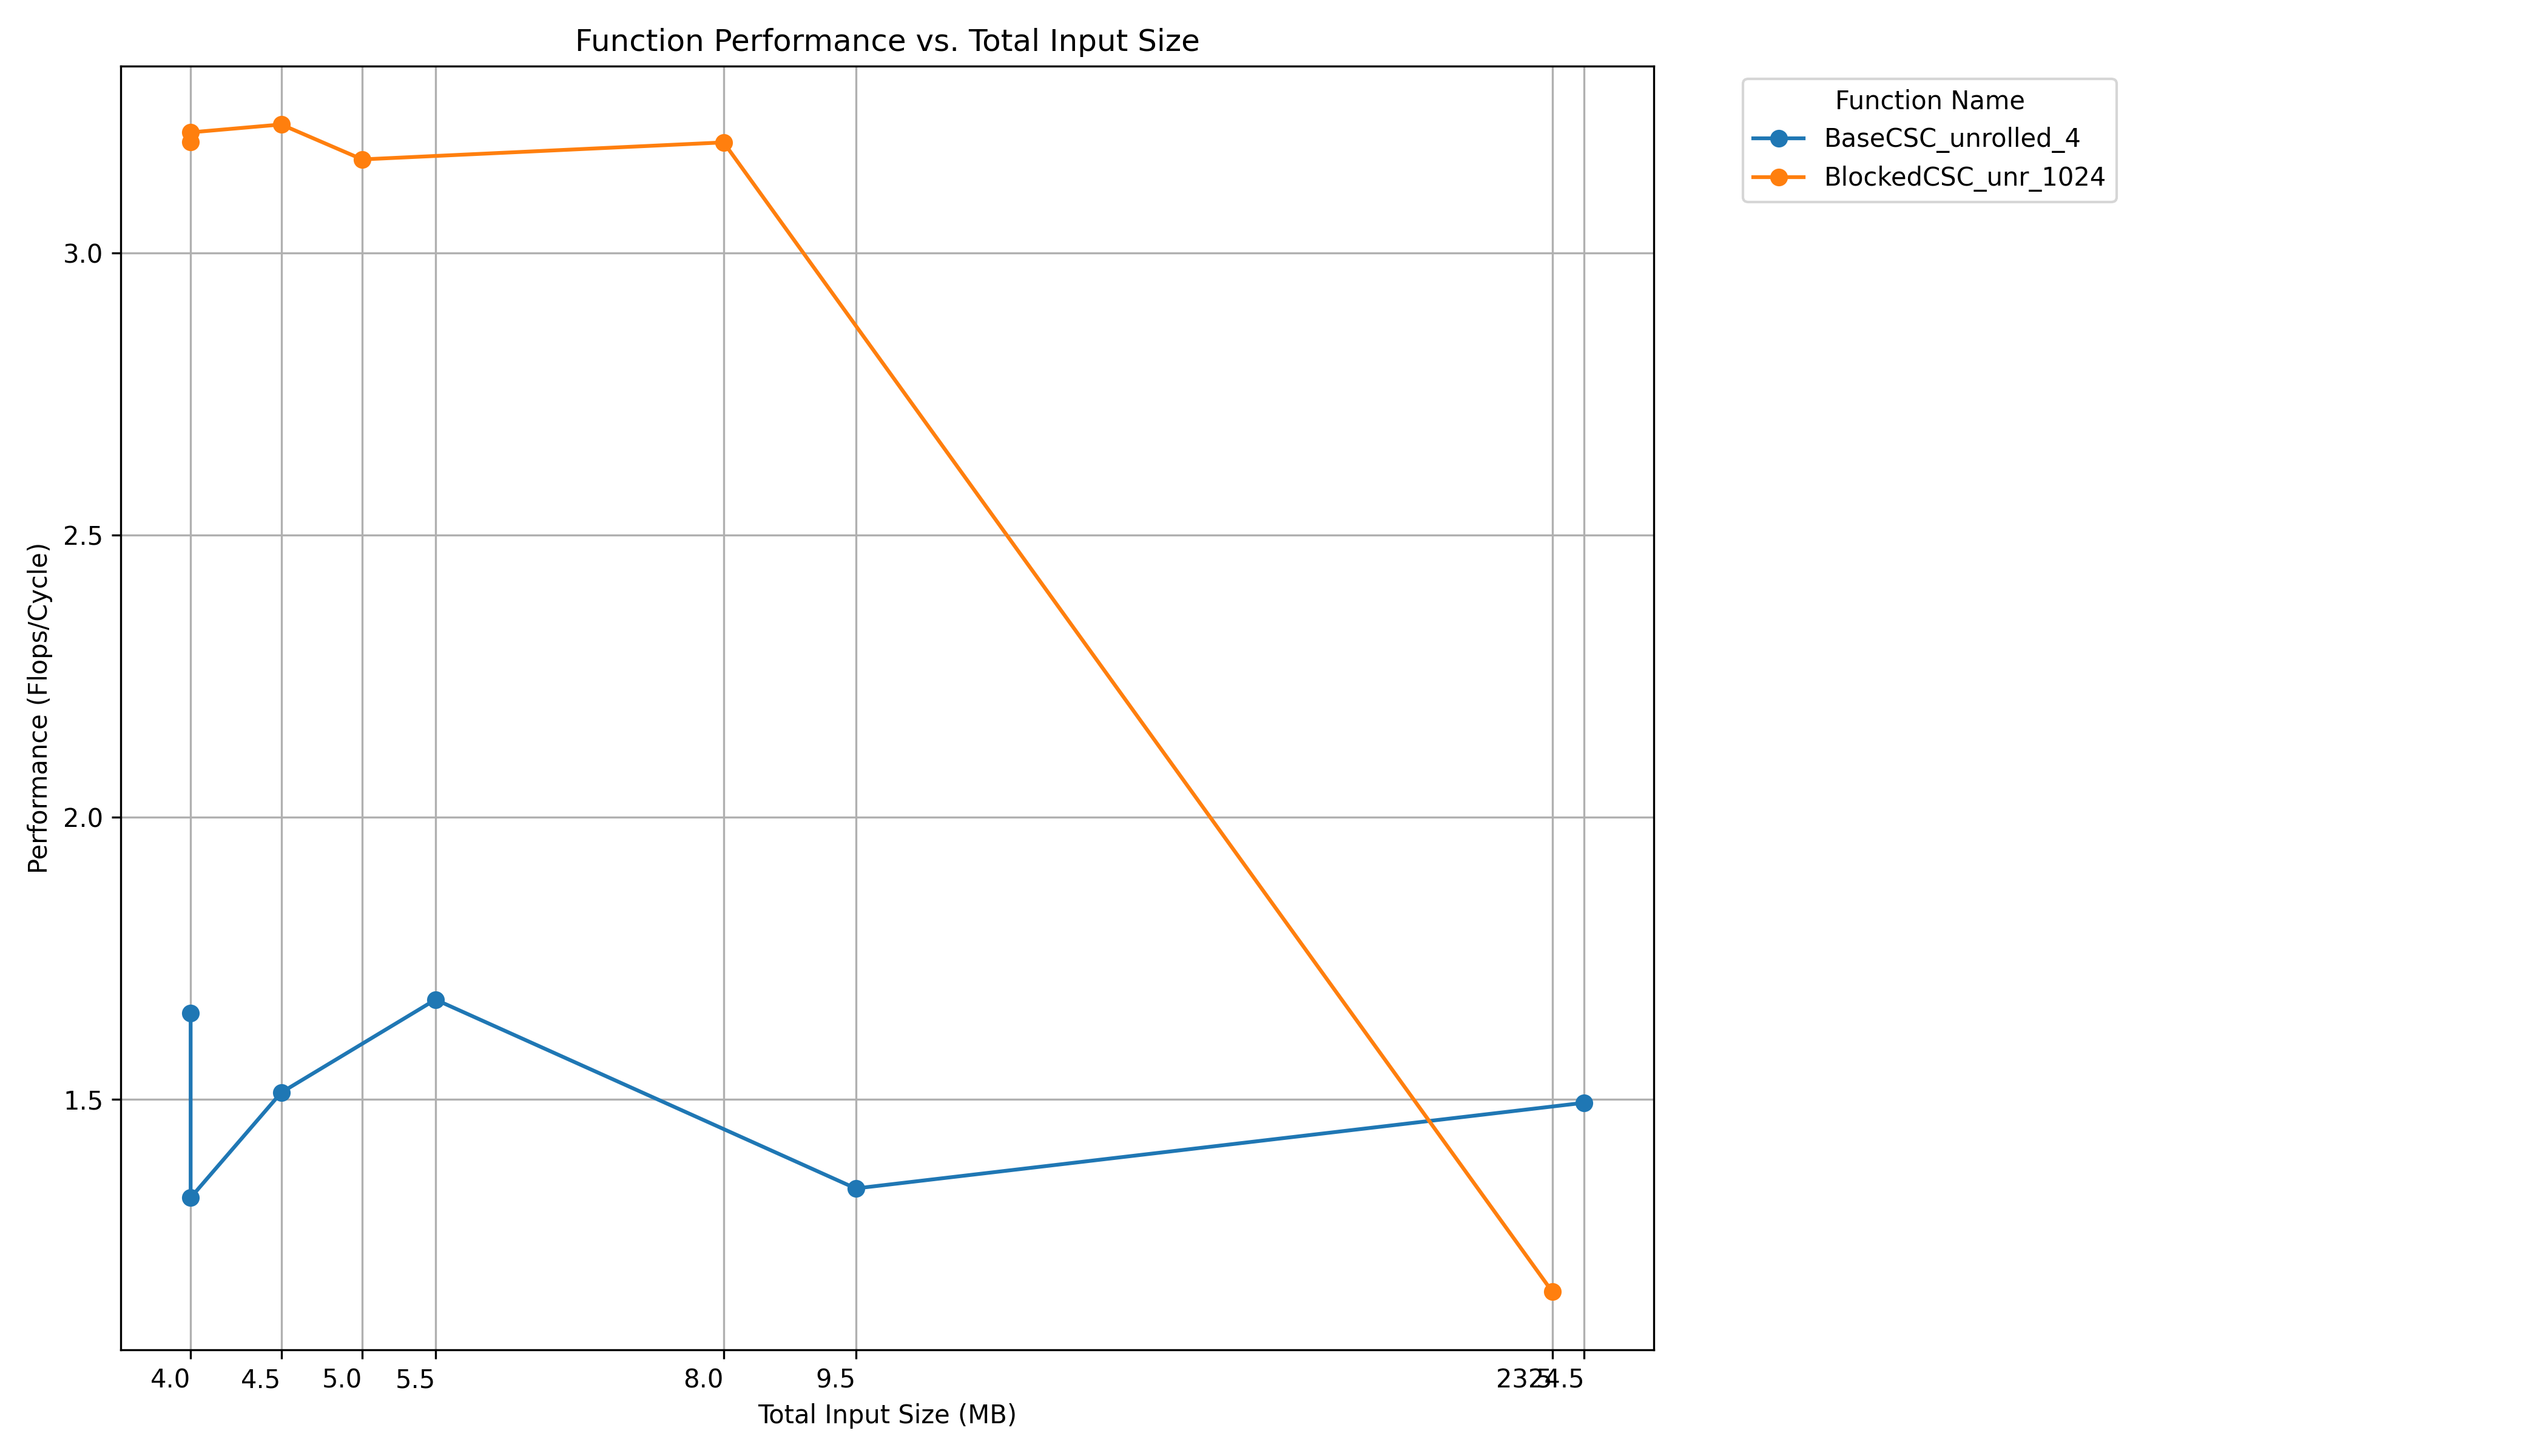 Function Performance vs. Total Input Size
Function Name
BaseCSC_unrolled_4
BlockedCSC_unr_1024
Performance (Flops/Cycle)
3.0
2.5
2.0
1.5
4.0 4.5 5.0 5.5 8.0 9.5
Total Input Size (MB)